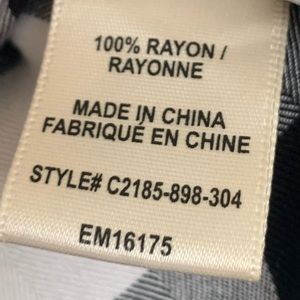 100% RAYON /
RAYONNE
MADE IN CHINA
FABRIQUÉ EN CHINE
STYLE# C2185-898-304
EM16175